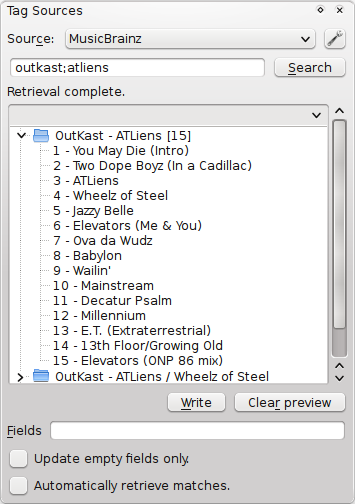 Tag Sources
Source: MusicBrainz
outkast;atliens Search
Retrieval complete.
OutKast - ATLiens [15]
1 - You May Die (Intro)
2 - Two Dope Boyz (In a Cadillac)
3 - ATLiens
4 - Wheelz of Steel
5 - Jazzy Belle
6 - Elevators (Me & You)
7 - Ova da Wudz
8 - Babylon
9 - Wailin'
10 - Mainstream
11 - Decatur Psalm
12 - Millennium
13 - E.T. (Extraterrestrial)
14 - 13th Floor/Growing Old
15 - Elevators (ONP 86 mix)
OutKast - ATLiens / Wheelz of Steel
Write Clear preview
Fields
Update empty fields only.
Automatically retrieve matches.